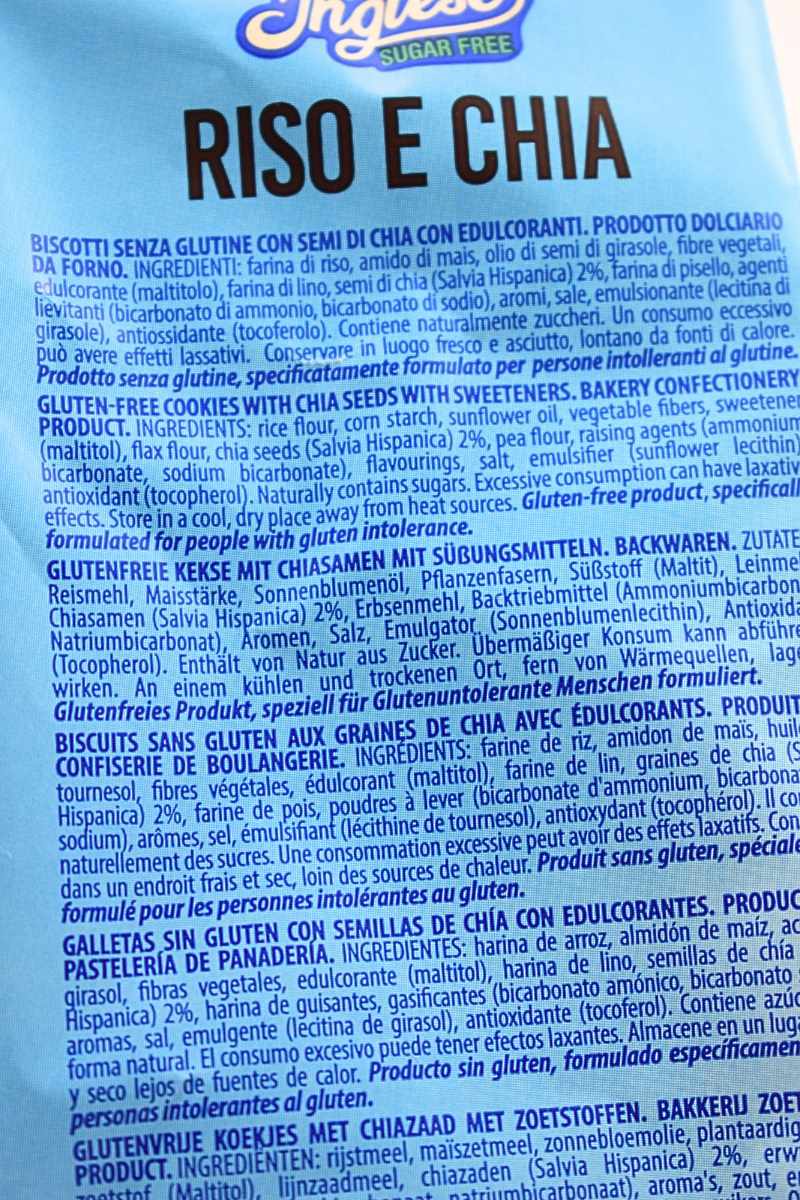 Inglese
SUGAR FREE
RISO E CHIA
BISCOTTI SENZA GLUTINE CON SEMI DI CHIA CON EDULCORANTI. PRODOTTO DOLCIARIO
DA FORNO. INGREDIENTI: farina di riso, amido di mais, olio di semi di girasole, fibre vegetali,
edulcorante (maltitolo), farina di lino, semi di chia (Salvia Hispanica) 2%, farina di pisello, agenti
lievitanti (bicarbonato di ammonio, bicarbonato di sodio), aromi, sale, emulsionante (lecitina di
girasole), antiossidante (tocoferolo). Contiene naturalmente zuccheri. Un consumo eccessivo
può avere effetti lassativi. Conservare in luogo fresco e asciutto, lontano da fonti di calore.
Prodotto senza glutine, specificatamente formulato per persone intolleranti al glutine.
GLUTEN-FREE COOKIES WITH CHIA SEEDS WITH SWEETENERS. BAKERY CONFECTIONERY
PRODUCT. INGREDIENTS: rice flour, corn starch, sunflower oil, vegetable fibers, sweetener
(maltitol), flax flour, chia seeds (Salvia Hispanica) 2%, pea flour, raising agents (ammonium
bicarbonate, sodium bicarbonate), flavourings, salt, emulsifier (sunflower lecithin)
antioxidant (tocopherol). Naturally contains sugars. Excessive consumption can have laxativ
effects. Store in a cool, dry place away from heat sources. Gluten-free product, specificall
formulated for people with gluten intolerance.
GLUTENFREIE KEKSE MIT CHIASAMEN MIT SÜßUNGSMITTELN. BACKWAREN. ZUTATE
Reismehl, Maisstärke, Sonnenblumenöl, Pflanzenfasern, Süßstoff (Maltit), Leinme
Chiasamen (Salvia Hispanica) 2%, Erbsenmehl, Backtriebmittel (Ammoniumbicarbon
Natriumbicarbonat), Aromen, Salz, Emulgator (Sonnenblumenlecithin), Antioxida
(Tocopherol). Enthält von Natur aus Zucker. Übermäßiger Konsum kann abführe
wirken. An einem kühlen und trockenen Ort, fern von Wärmequellen, lage
Glutenfreies Produkt, speziell für Glutenuntolerante Menschen formuliert.
BISCUITS SANS GLUTEN AUX GRAINES DE CHIA AVEC ÉDULCORANTS. PRODUIT
CONFISERIE DE BOULANGERIE. INGRÉDIENTS: farine de riz, amidon de maïs, huil
tournesol, fibres végétales, édulcorant (maltitol), farine de lin, graines de chia (S
Hispanica) 2%, farine de pois, poudres à lever (bicarbonate d'ammonium, bicarbona
sodium), arômes, sel, émulsifiant (lécithine de tournesol), antioxydant (tocophérol). Il co
naturellement des sucres. Une consommation excessive peut avoir des effets laxatifs. Con
dans un endroit frais et sec, loin des sources de chaleur. Produit sans gluten, spéciale
formulé pour les personnes intolérantes au gluten.
GALLETAS SIN GLUTEN CON SEMILLAS DE CHÍA CON EDULCORANTES. PRODUC
PASTELERÍA DE PANADERÍA. INGREDIENTES: harina de arroz, almidón de maíz, ac
girasol, fibras vegetales, edulcorante (maltitol), harina de lino, semillas de chía
Hispanica) 2%, harina de guisantes, gasificantes (bicarbonato amónico, bicarbonato
aromas, sal, emulgente (lecitina de girasol), antioxidante (tocoferol). Contiene azúc
forma natural. El consumo excesivo puede tener efectos laxantes. Almacene en un luga
y seco lejos de fuentes de calor. Producto sin gluten, formulado específicamen
personas intolerantes al gluten.
GLUTENVRIJE KOEKJES MET CHIAZAAD MET ZOETSTOFFEN. BAKKERIJ ZOET
PRODUCT. INGREDIËNTEN: rijstmeel, maïszetmeel, zonnebloemolie, plantaardig
zoetstof (Maltitol), lijnzaadmeel, chiazaden (Salvia Hispanica) 2%, erw
natriumbicarbonaat), aroma's, zout, e